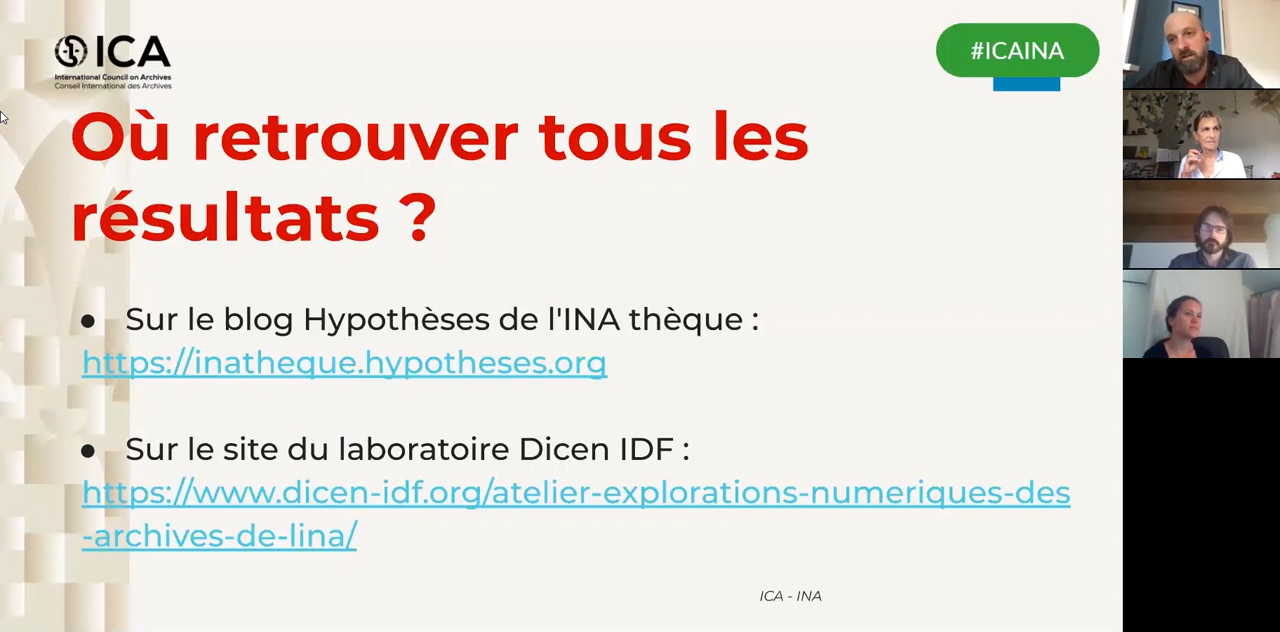 ICA
International Council on Archives
Conseil International des Archives
#ICAINA
Où retrouver tous les
résultats ?
● Sur le blog Hypothèses de l'INA thèque :
https://inatheque.hypotheses.org
● Sur le site du laboratoire Dicen IDF :
https://www.dicen-idf.org/atelier-explorations-numeriques-des
-archives-de-lina/
ICA - INA